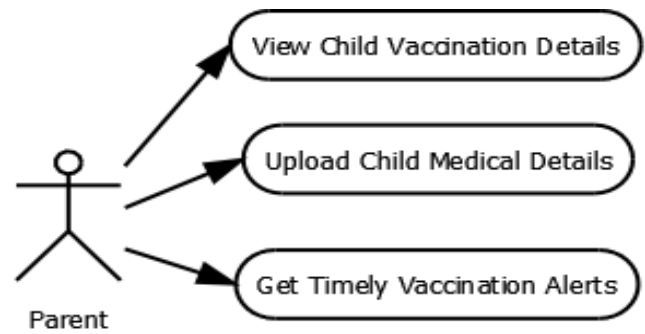 View Child Vaccination Details
Upload Child Medical Details
Get Timely Vaccination Alerts
Parent